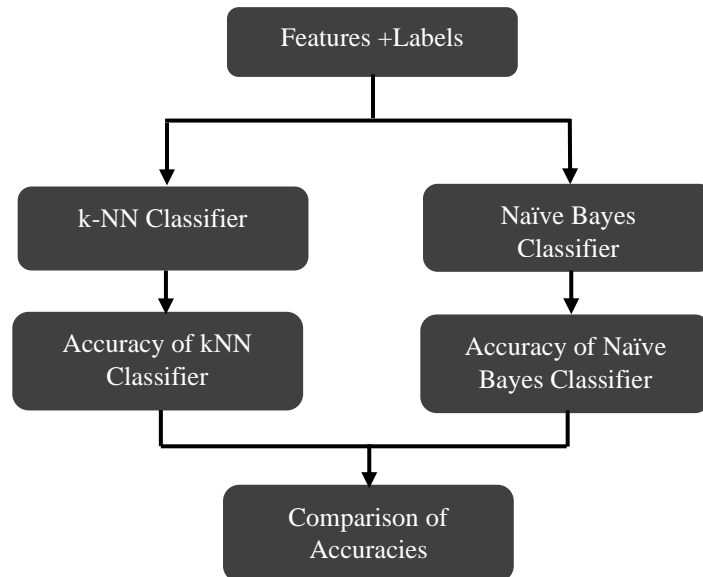 Features +Labels
k-NN Classifier
Naïve Bayes
Classifier
Accuracy of kNN
Classifier
Accuracy of Naïve
Bayes Classifier
Comparison of
Accuracies